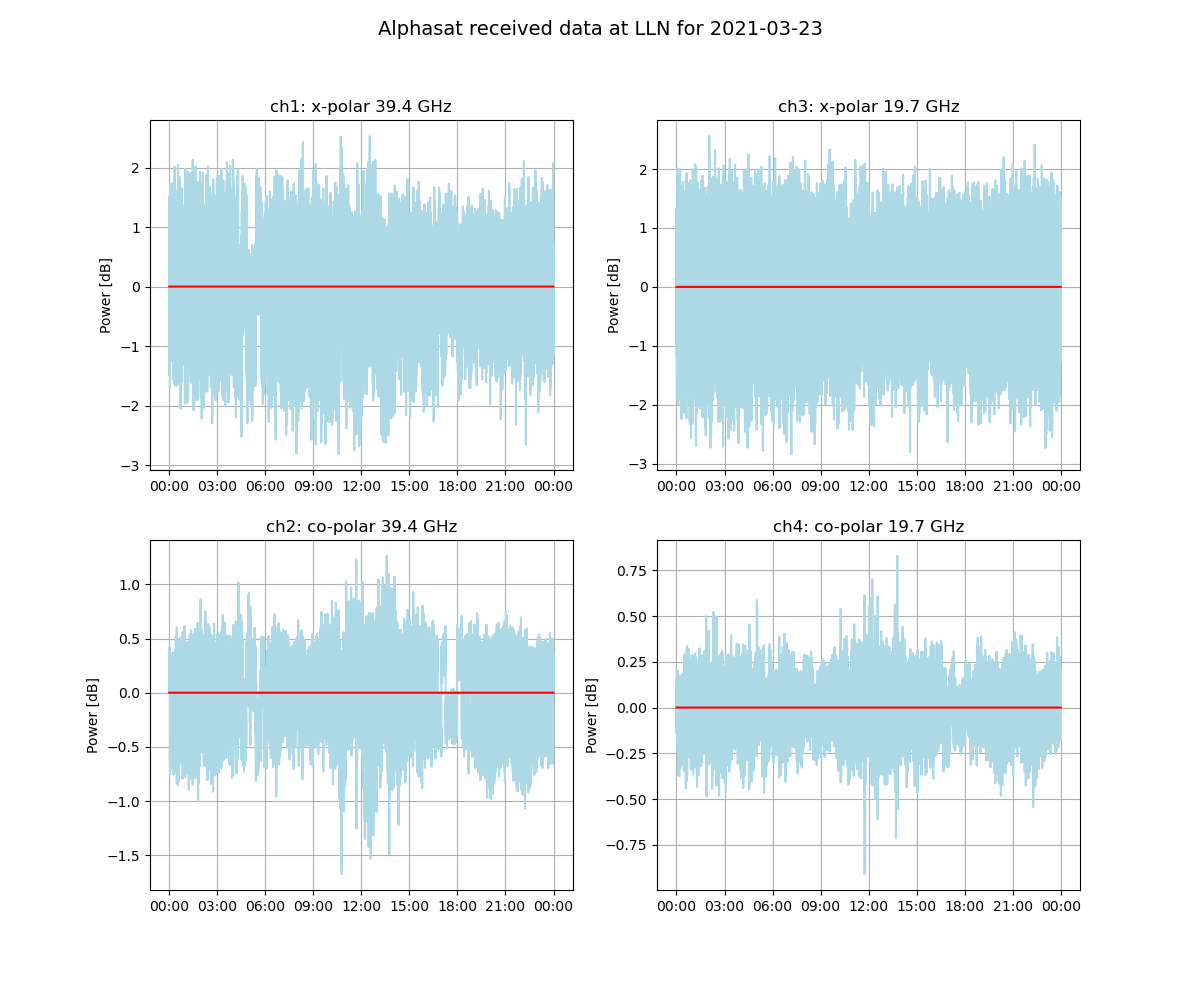 Alphasat received data at LLN for 2021-03-23
ch1: x-polar 39.4 GHz
Power [dB]
2
1
0
−1
−2
−3
00:00 03:00 06:00 09:00 12:00 15:00 18:00 21:00 00:00
ch3: x-polar 19.7 GHz
Power [dB]
2
1
0
−1
−2
−3
00:00 03:00 06:00 09:00 12:00 15:00 18:00 21:00 00:00
ch2: co-polar 39.4 GHz
Power [dB]
1.0
0.5
0.0
−0.5
−1.0
−1.5
00:00 03:00 06:00 09:00 12:00 15:00 18:00 21:00 00:00
ch4: co-polar 19.7 GHz
Power [dB]
0.75
0.50
0.25
0.00
−0.25
−0.50
−0.75
00:00 03:00 06:00 09:00 12:00 15:00 18:00 21:00 00:00